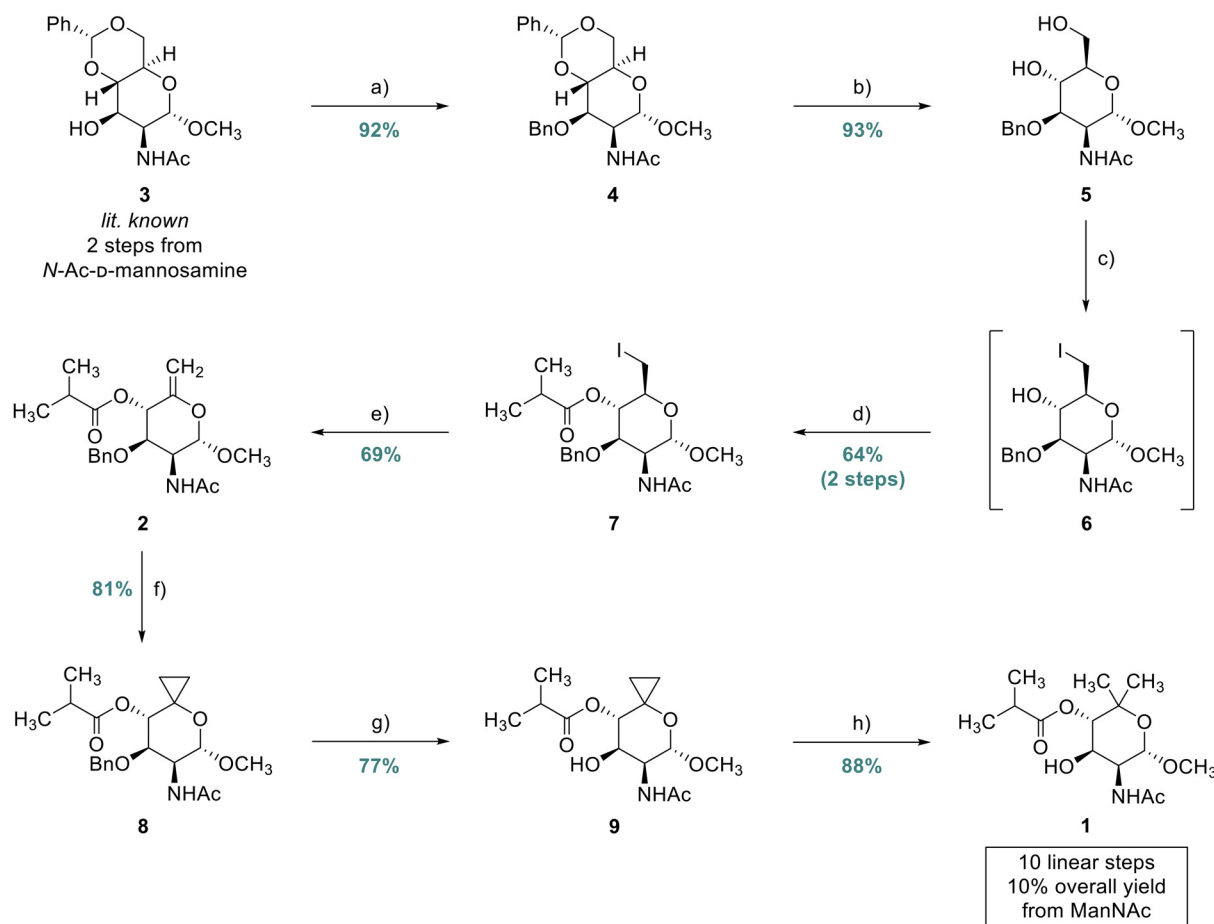 Ph
O
H
O
O
H
HO
OCH3
NHAc
3
lit. known
2 steps from
N-Ac-D-mannosamine
a)
92%
Ph
O
H
O
O
H
BnO
OCH3
NHAc
4
b)
93%
HO
HO
O
BnO
OCH3
NHAc
5
c)
I
HO
O
BnO
OCH3
NHAc
6
d)
64%
(2 steps)
CH3
H3C
O
O
I
O
BnO
OCH3
NHAc
7
e)
69%
CH3
H3C
O
O
CH2
O
BnO
OCH3
NHAc
2
81%
f)
CH3
H3C
O
O
O
BnO
OCH3
NHAc
8
g)
77%
CH3
H3C
O
O
O
HO
OCH3
NHAc
9
h)
88%
CH3
H3C
O
O
H3C
CH3
O
HO
OCH3
NHAc
1
10 linear steps
10% overall yield
from ManNAc